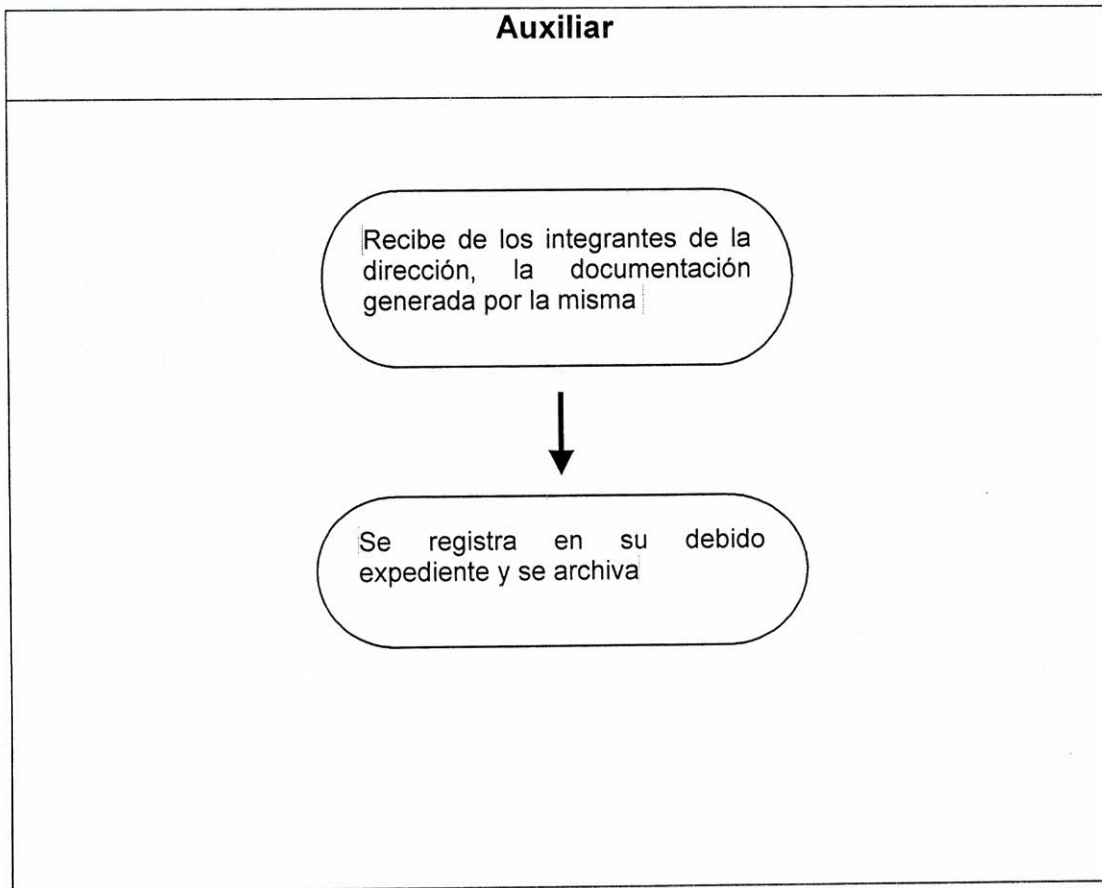 Auxiliar
Recibe de los integrantes de la
dirección, la documentación
generada por la misma
Se registra en su debido
expediente y se archiva